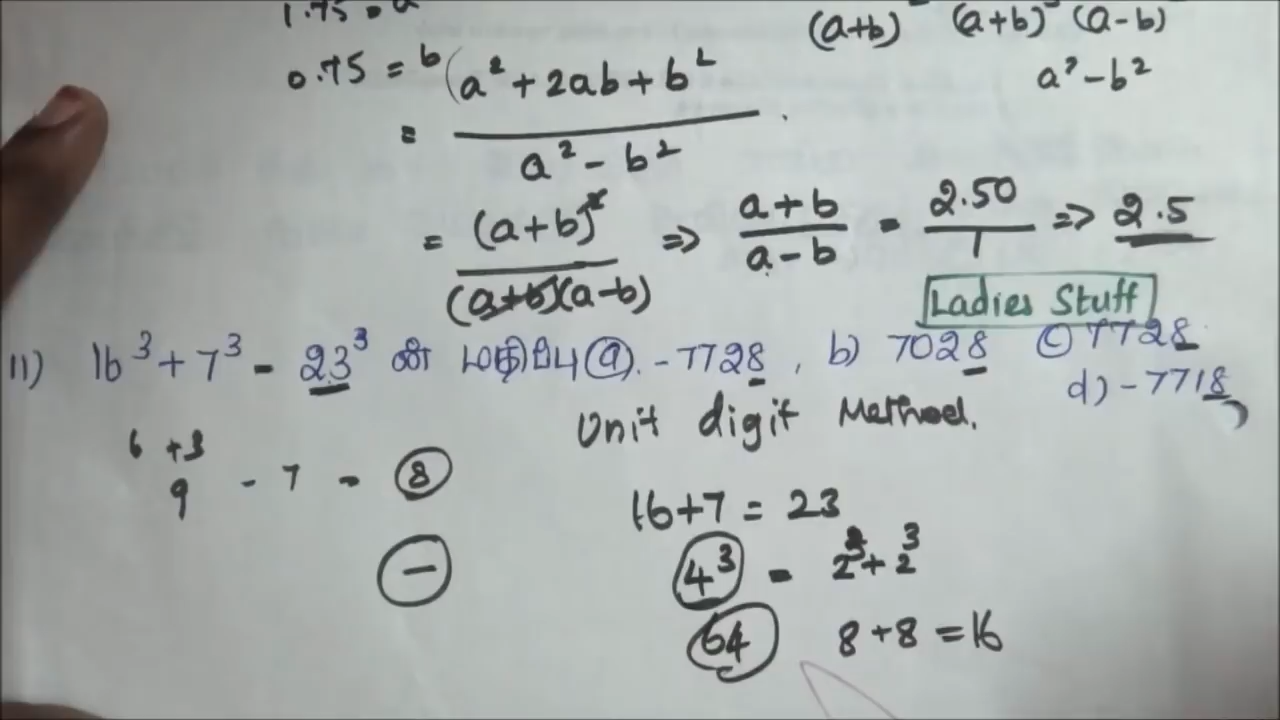 1.75 = a
(a+b) (a+b) (a-b)
0.75 = b
a² - b²
(a² + 2ab + b²
= a² - b²
= (a+b)² / (a+b)(a-b) => a+b / a-b = 2.50 / 1 => 2.5
Ladies Stuff
11) 16³ + 7³ - 23³ ன் மதிப்பு (a). -7728, b) 7028 (c) 7728
d) -7718
Unit digit Method.
6 +3
9 - 7 - 8
16+7 = 23
-
4³ - 2³ + 2³
64 8+8 = 16